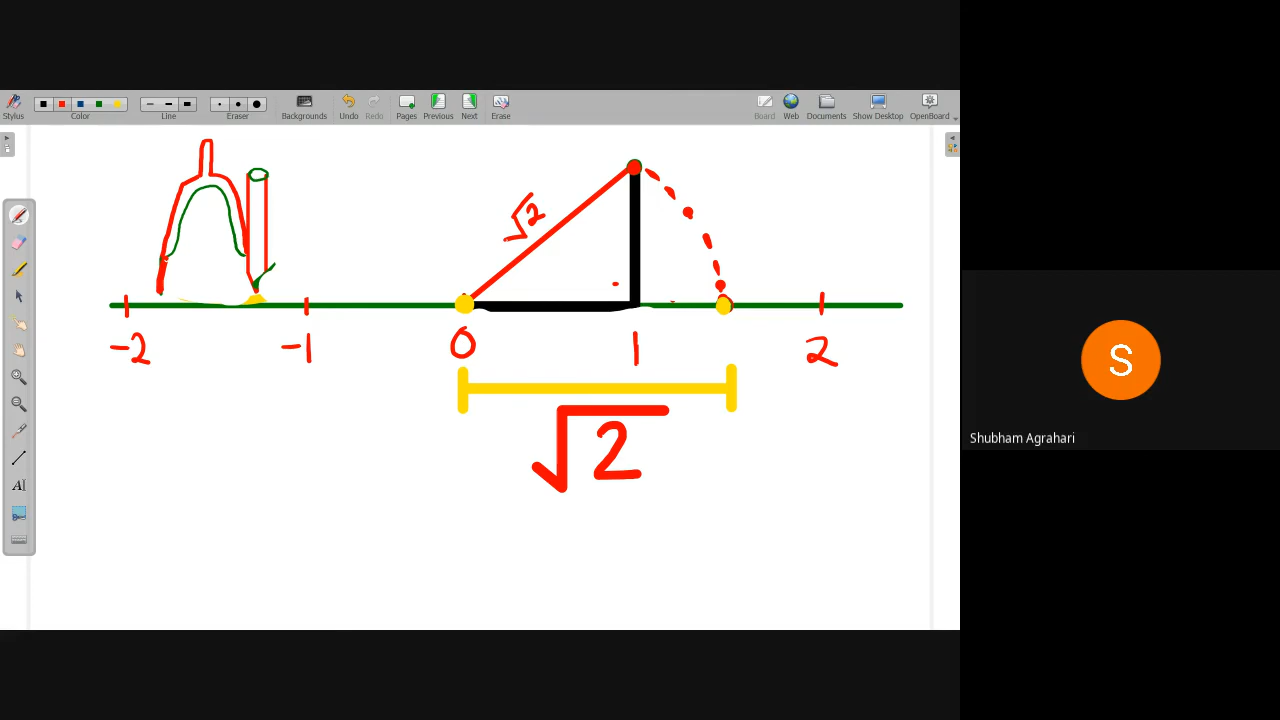 Stylus Color Line Eraser Backgrounds Undo Redo Pages Previous Next Erase Board Web Documents Show Desktop OpenBoard
√2
-2 -1 0 1 2
√2
S
Shubham Agrahari